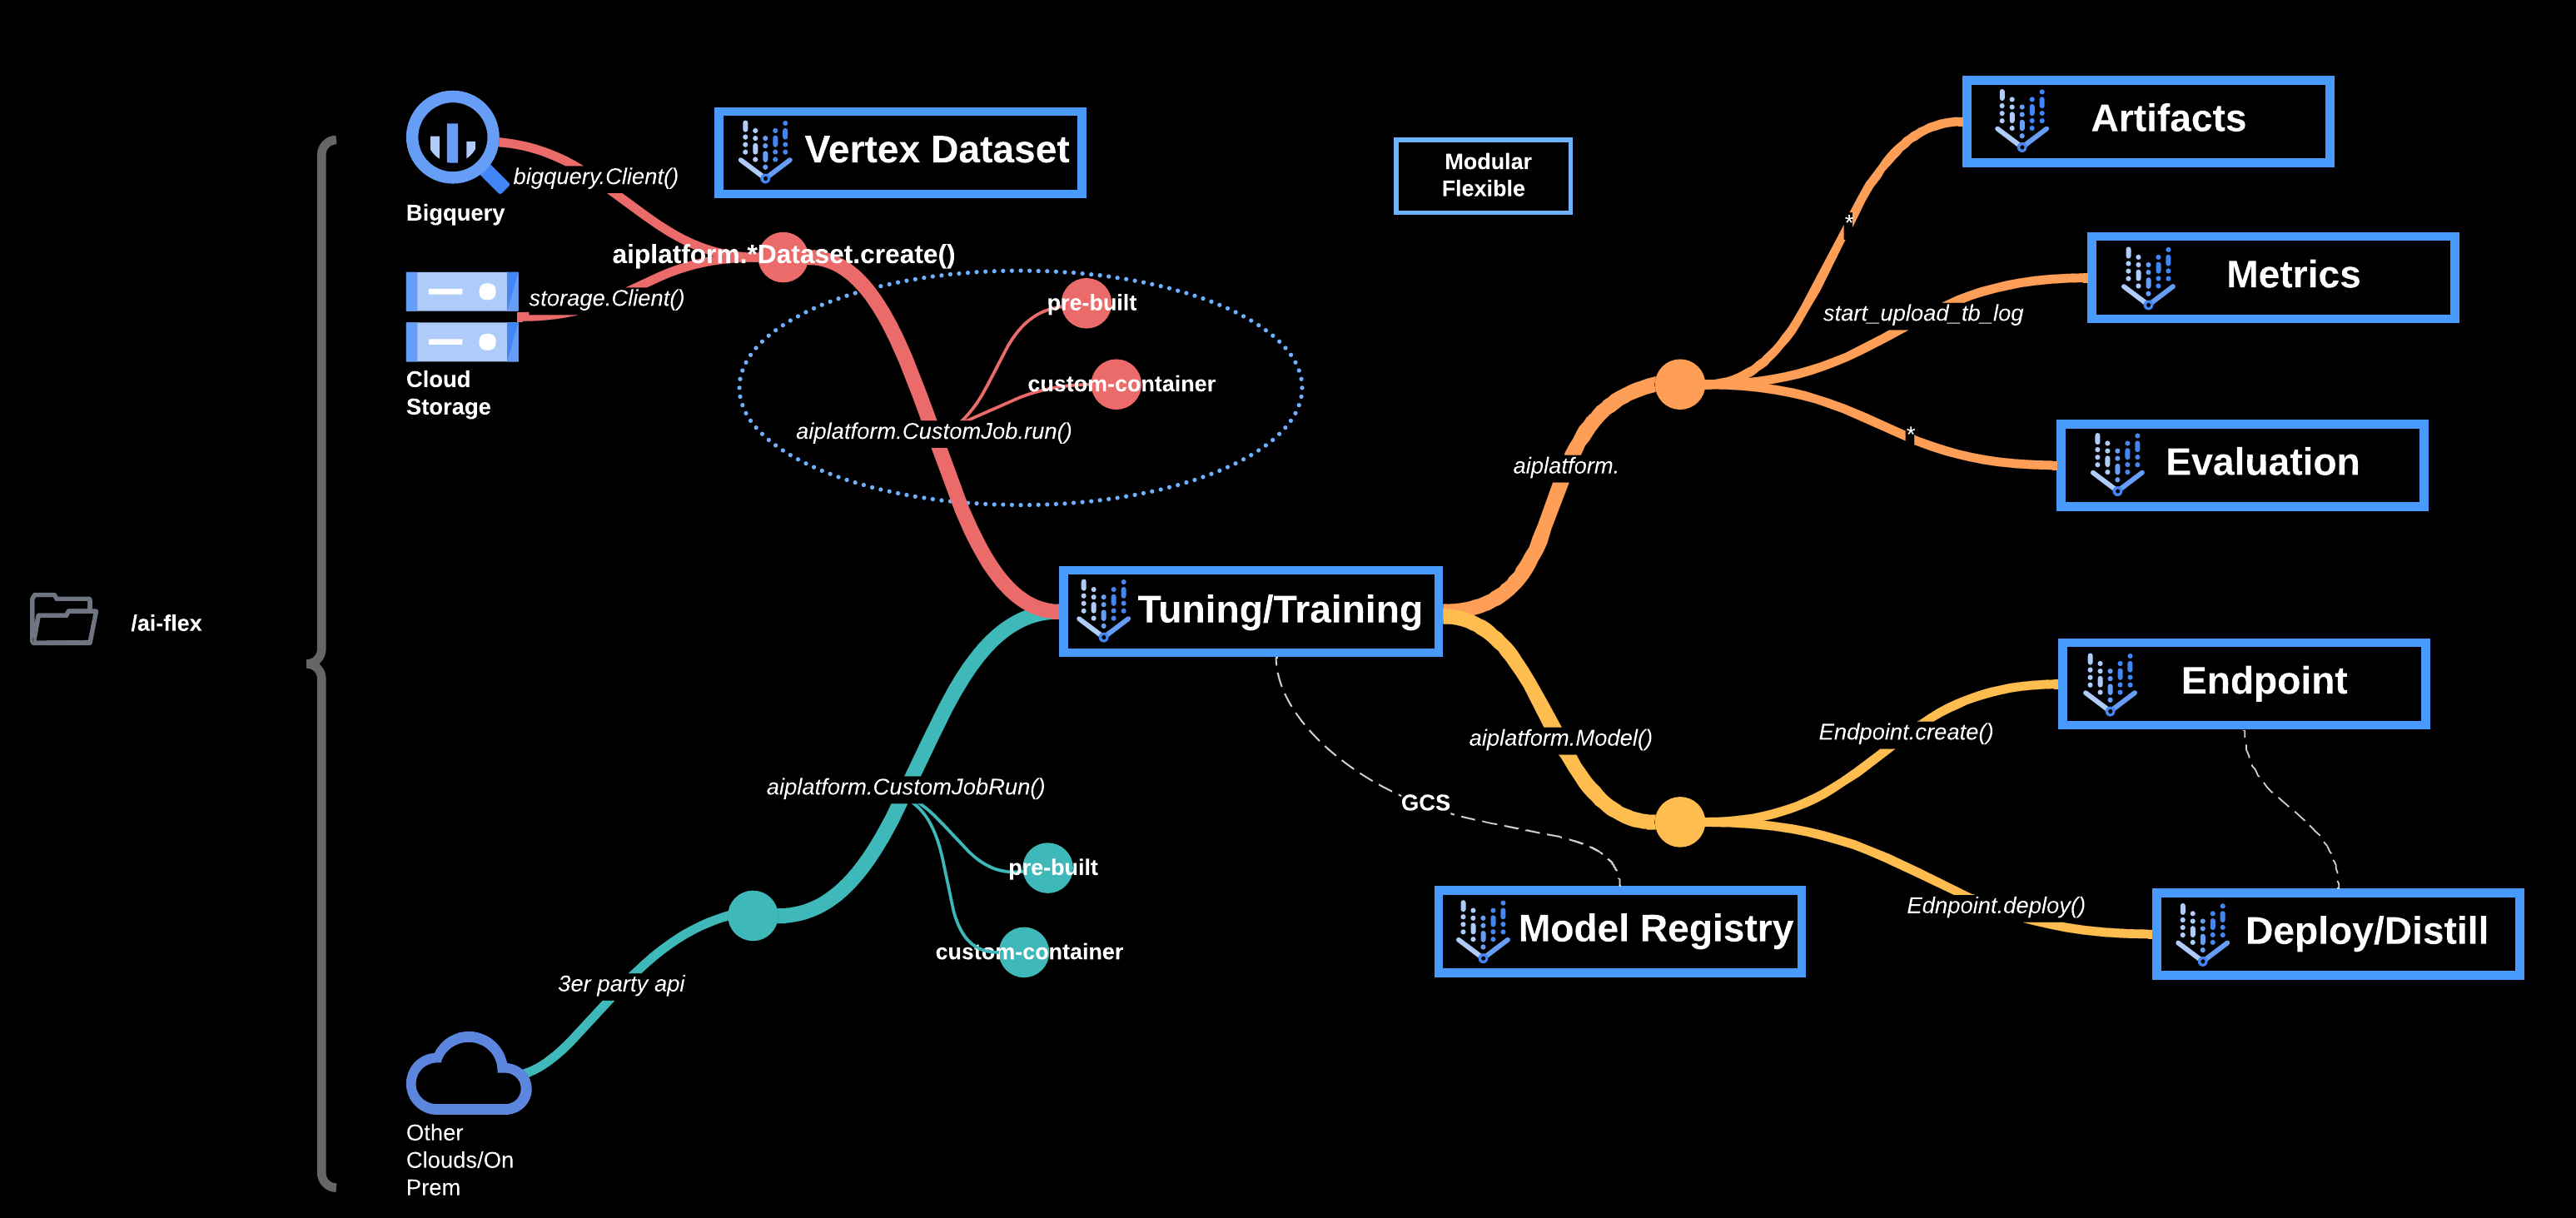 Artifacts
Vertex Dataset
Modular
Flexible
bigquery.Client()
Bigquery
*
aiplatform.*Dataset.create()
Metrics
storage.Client()
pre-built
start_upload_tb_log
Cloud
Storage
custom-container
aiplatform.CustomJob.run()
*
Evaluation
aiplatform.
/ai-flex
Tuning/Training
Endpoint
aiplatform.Model()
Endpoint.create()
aiplatform.CustomJobRun()
GCS
pre-built
Ednpoint.deploy()
Model Registry
Deploy/Distill
custom-container
3er party api
Other
Clouds/On
Prem